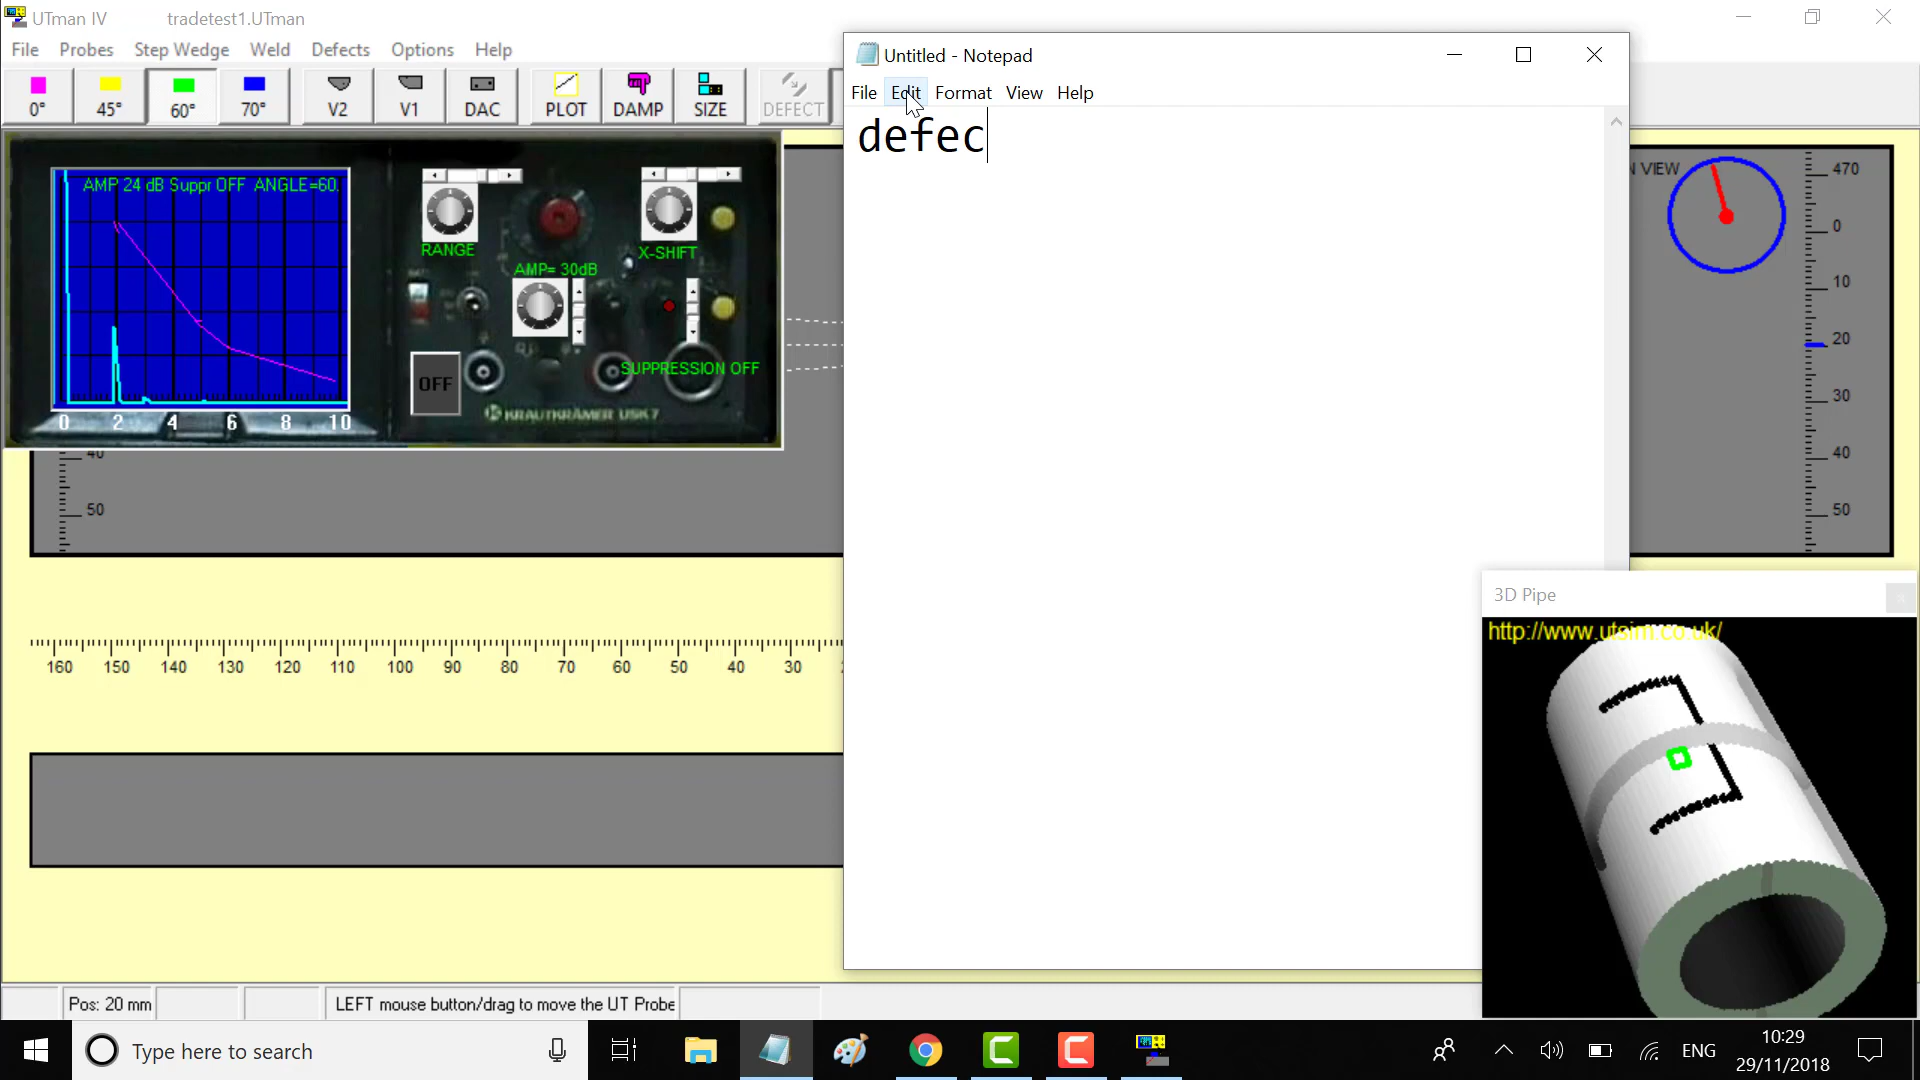 UTman IV tradetest1.UTman
File Probes Step Wedge Weld Defects Options Help
0° 45° 60° 70° V2 V1 DAC PLOT DAMP SIZE DEFECT
AMP 24 dB Suppr OFF ANGLE=60.
0 2 4 6 8 10
RANGE
X-SHIFT
AMP= 30dB
OFF
SUPPRESSION OFF
KRAUTKRÄMER USK7
40
50
160 150 140 130 120 110 100 90 80 70 60 50 40 30
Untitled - Notepad
File Edit Format View Help
defec
N VIEW
470
0
10
20
30
40
50
3D Pipe
http://www.utsim.co.uk/
Pos: 20 mm
LEFT mouse button/drag to move the UT Probe
Type here to search
ENG
10:29
29/11/2018